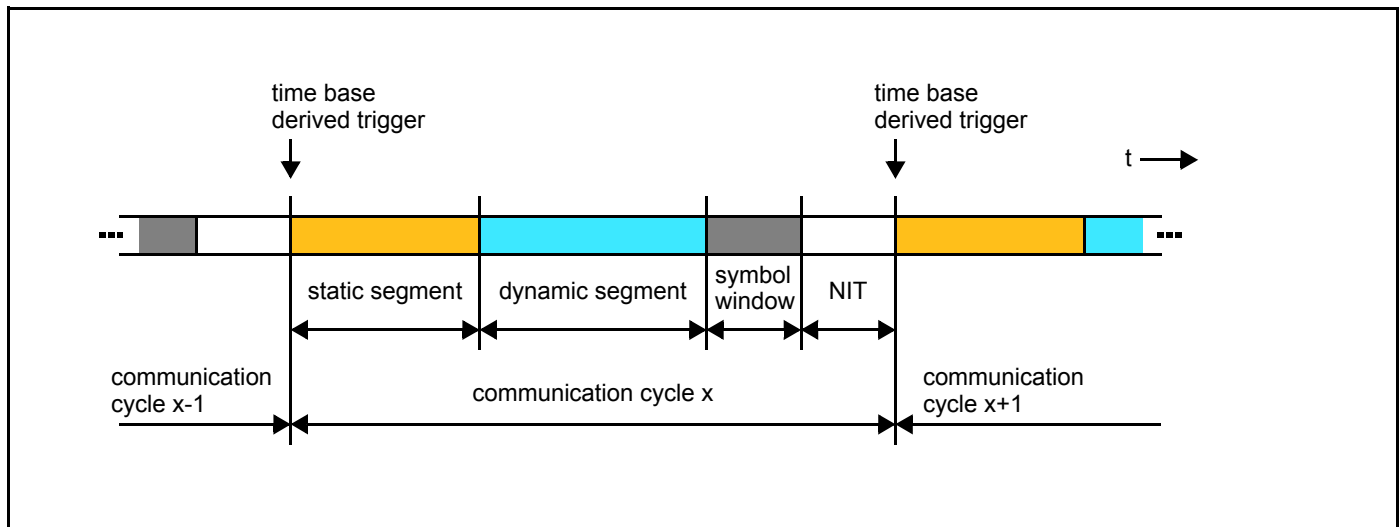 time base
derived trigger
time base
derived trigger
t
static segment
dynamic segment
symbol
window
NIT
communication
cycle x-1
communication cycle x
communication
cycle x+1